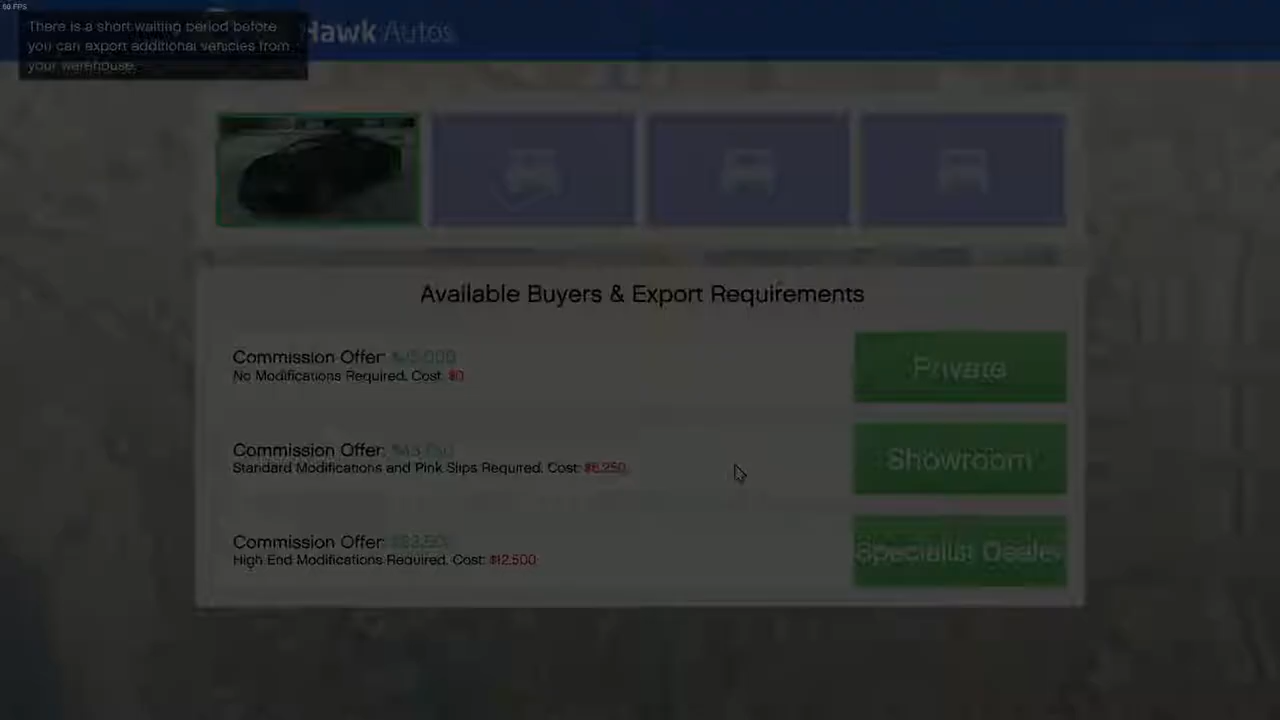 60 FPS
There is a short waiting period before
you can export additional vehicles from
your warehouse.
Hawk Autos
Available Buyers & Export Requirements
Commission Offer:
No Modifications Required. Cost: $0
Private
Commission Offer:
Standard Modifications and Pink Slips Required. Cost: $6,250
Showroom
Commission Offer:
High End Modifications Required. Cost: $12,500
Specialist Dealer